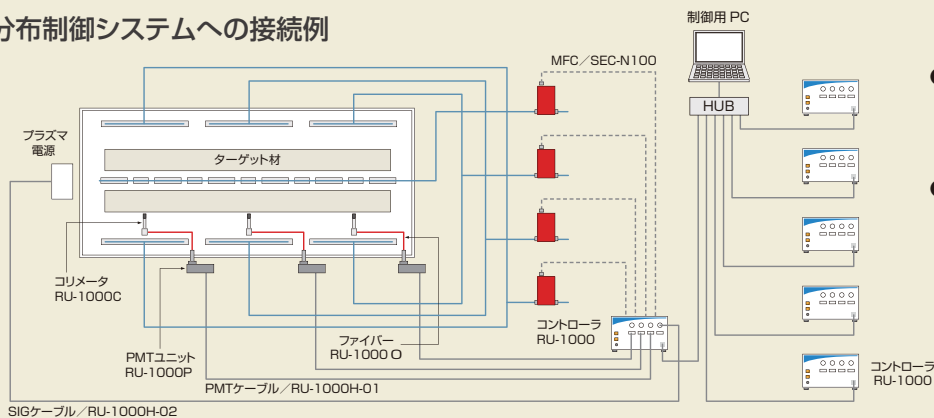 分布制御システムへの接続例
制御用 PC
MFC／SEC-N100
HUB
プラズマ
電源
ターゲット材
コリメータ
RU-1000C
PMTユニット
RU-1000P
ファイバー
RU-1000 O
コントローラ
RU-1000
コントローラ
RU-1000
PMTケーブル／RU-1000H-01
SIGケーブル／RU-1000H-02